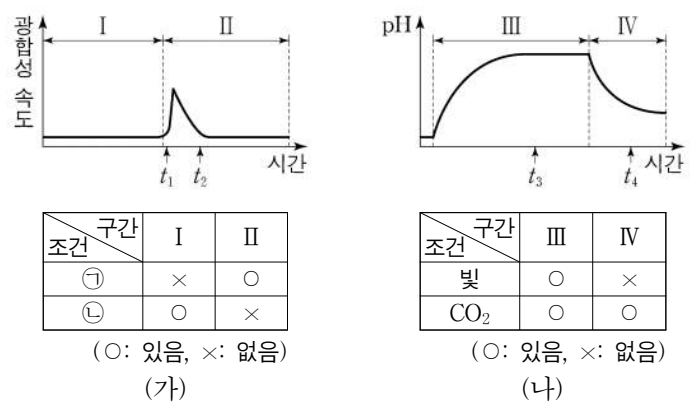 광합성 속도
I
II
t₁
t₂
시간
pH
III
IV
t₃
t₄
시간
조건 구간 I II
㉠ × ○
㉡ ○ ×
(○: 있음, ×: 없음)
(가)
조건 구간 III IV
빛 ○ ×
CO₂ ○ ○
(○: 있음, ×: 없음)
(나)